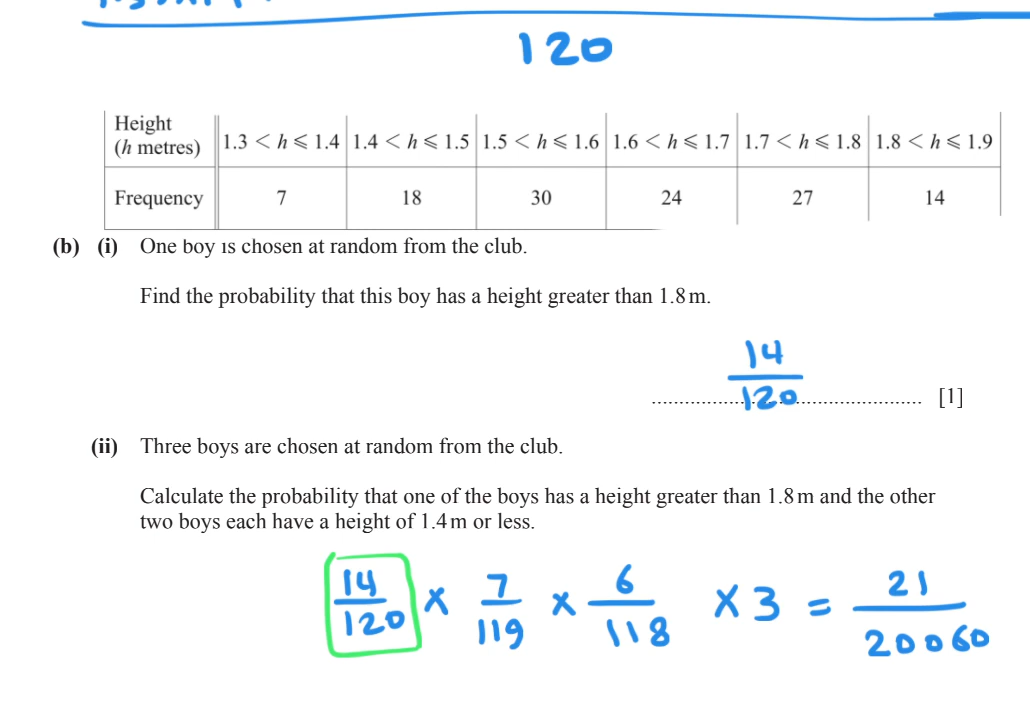 120
Height (h metres) 1.3 < h ⩽ 1.4 1.4 < h ⩽ 1.5 1.5 < h ⩽ 1.6 1.6 < h ⩽ 1.7 1.7 < h ⩽ 1.8 1.8 < h ⩽ 1.9
Frequency 7 18 30 24 27 14
(b) (i) One boy is chosen at random from the club.
Find the probability that this boy has a height greater than 1.8 m.
14
120
.................................................. [1]
(ii) Three boys are chosen at random from the club.
Calculate the probability that one of the boys has a height greater than 1.8 m and the other
two boys each have a height of 1.4 m or less.
14/120 × 7/119 × 6/118 × 3 = 21/20060